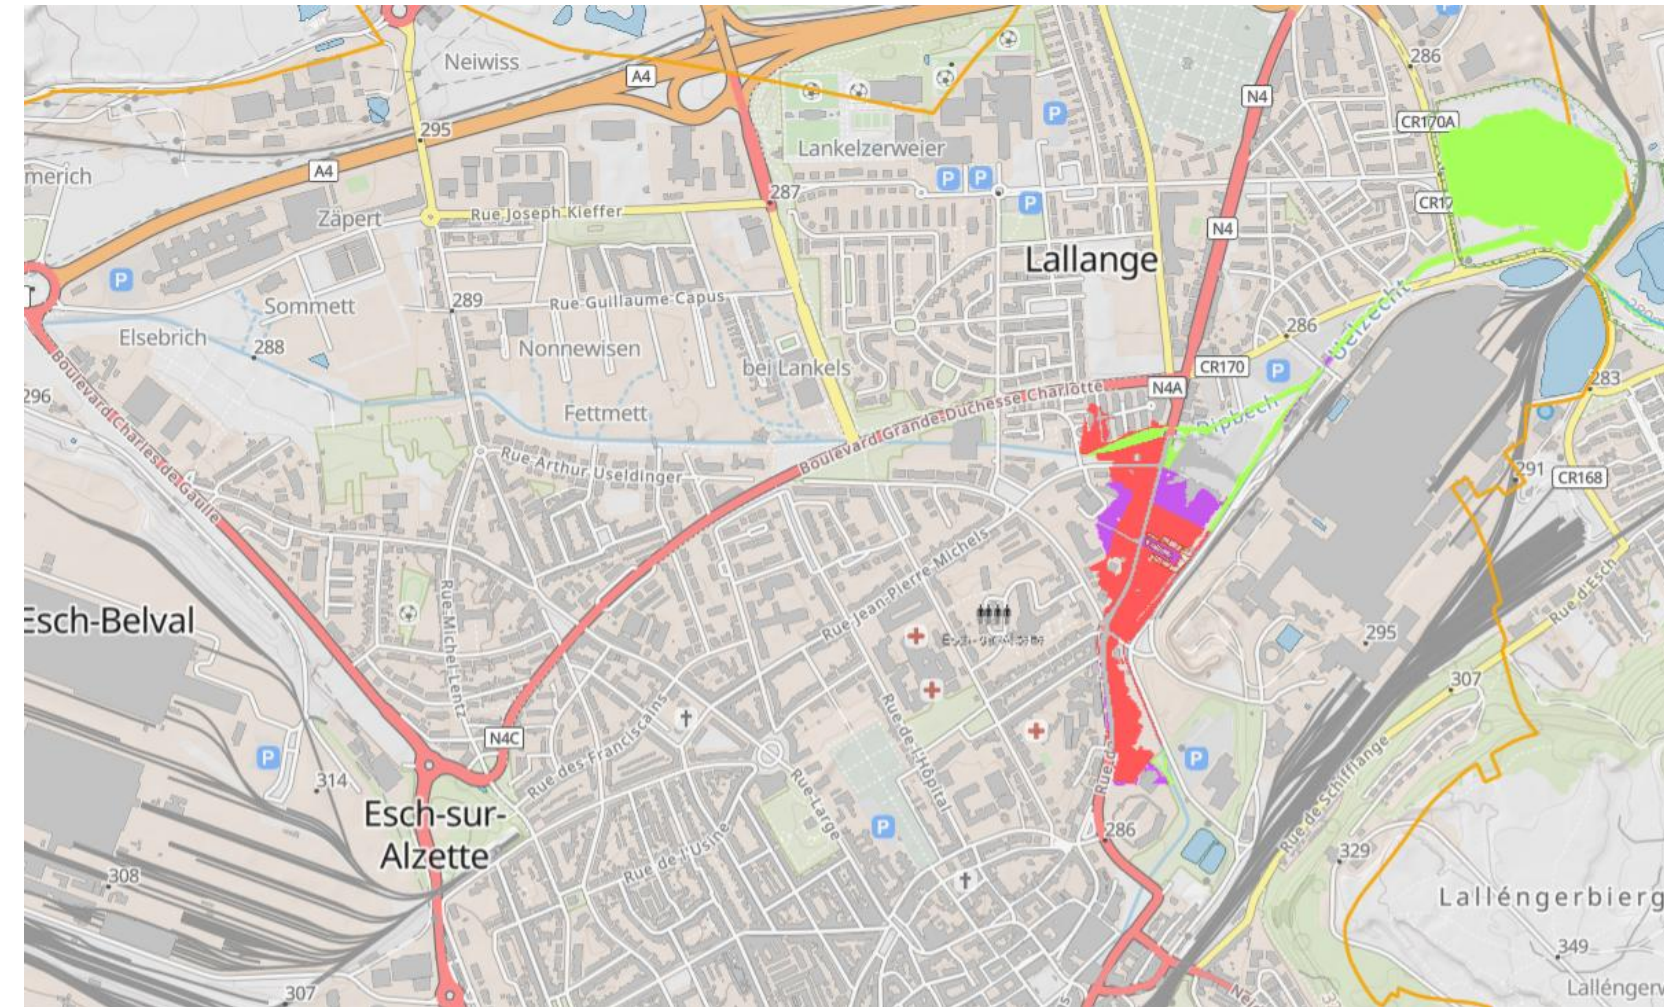 286
Neiwiss
A4
N4
CR170A
295
Lankelzerweier
merich
A4
287
CR17
Zäpert
Rue Joseph Kieffer
N4
Lallange
Sommett
289
Rue Guillaume Capus
Uelzecht
Elsebrich
288
Nonnewisen
286
bei Lankels
CR170
283
296
Boulevard Charles de Gaulle
Fettmett
Boulevard Grande-Duchesse Charlotte
N4A
Dipbech
Rue Arthur Useldinger
291
CR168
Rue Jean-Pierre Michels
Rue d'Esch
Esch-Belval
Rue Michel Lentz
295
307
Rue de l'Hôpital
N4C
Rue des Franciscains
314
Rue Large
Rue de Schifflange
Esch-sur-
Alzette
286
Rue de l'Usine
329
308
Lalléngerbierg
349
307
Lalléngerw